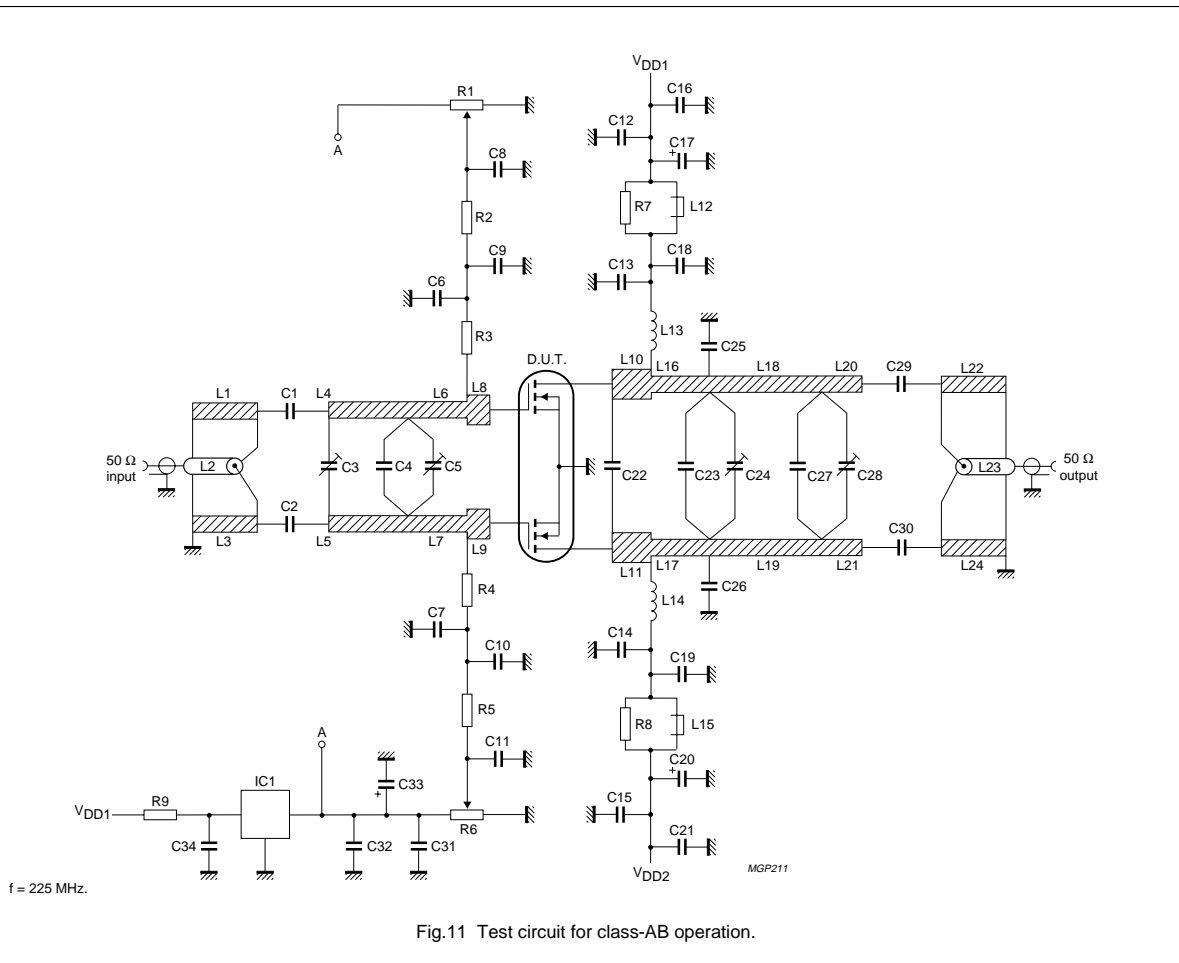 VDD1
C16
R1
C12
A
C17
C8
R7
L12
R2
C9
C18
C13
C6
R3
L13
C25
D.U.T.
L10
L16
L18
L20
C29
L22
L1
C1
L4
L6
L8
50 Ω
input
L2
C3
C4
C5
C22
C23
C24
C27
C28
L23
50 Ω
output
C2
L3
L5
L7
L9
C30
L11
L17
L19
L21
L24
R4
C26
L14
C7
C10
C14
C19
R5
R8
L15
A
C11
C20
+
C33
+
IC1
C15
VDD1
R9
R6
C34
C32
C31
C21
VDD2
MGP211
f = 225 MHz.
Fig.11 Test circuit for class-AB operation.